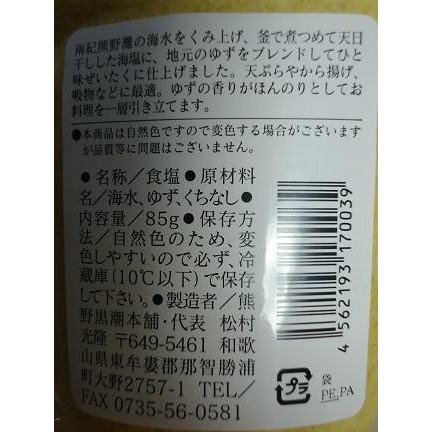 南紀熊野灘の海水をくみ上げ、釜で煮つめて天日
干しした海塩に、地元のゆずをブレンドしてひと
味ぜいたくに仕上げました。天ぷらやから揚げ、
吸物などに最適。ゆずの香りがほんのりとしてお
料理を一層引き立てます。
●本商品は自然色ですので変色する場合がございます
が品質等に問題はございません。
●名称/食塩●原材料
名/海水、ゆず、くちなし
内容量/85g●保存方
法/自然色のため、変
色しやすいので必ず、冷
蔵庫(10℃以下)で保存
して下さい。●製造者/熊
野黒潮本舗・代表 松村
光隆 〒649-5461 和歌
山県東牟婁郡那智勝浦
町大野2757-1 TEL/
FAX 0735-56-0581
4 562193 170039
プラ
袋
PE,PA